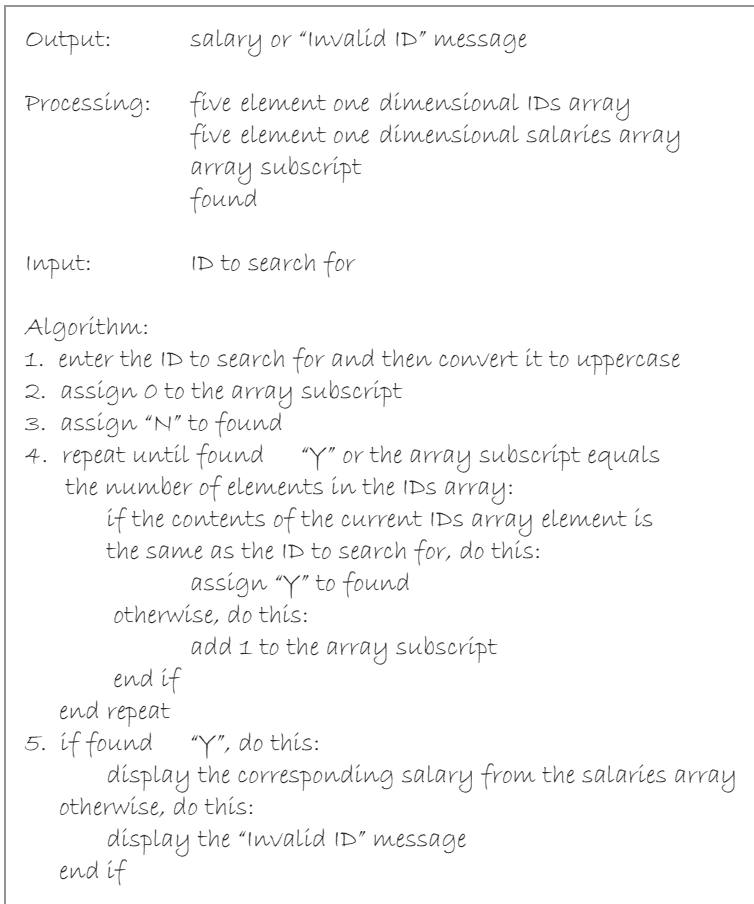 Output: salary or “Invalid ID” message
Processing: five element one dimensional IDs array
five element one dimensional salaries array
array subscript
found
Input: ID to search for
Algorithm:
1. enter the ID to search for and then convert it to uppercase
2. assign 0 to the array subscript
3. assign “N” to found
4. repeat until found “Y” or the array subscript equals
the number of elements in the IDs array:
if the contents of the current IDs array element is
the same as the ID to search for, do this:
assign “Y” to found
otherwise, do this:
add 1 to the array subscript
end if
end repeat
5. if found “Y”, do this:
display the corresponding salary from the salaries array
otherwise, do this:
display the “Invalid ID” message
end if